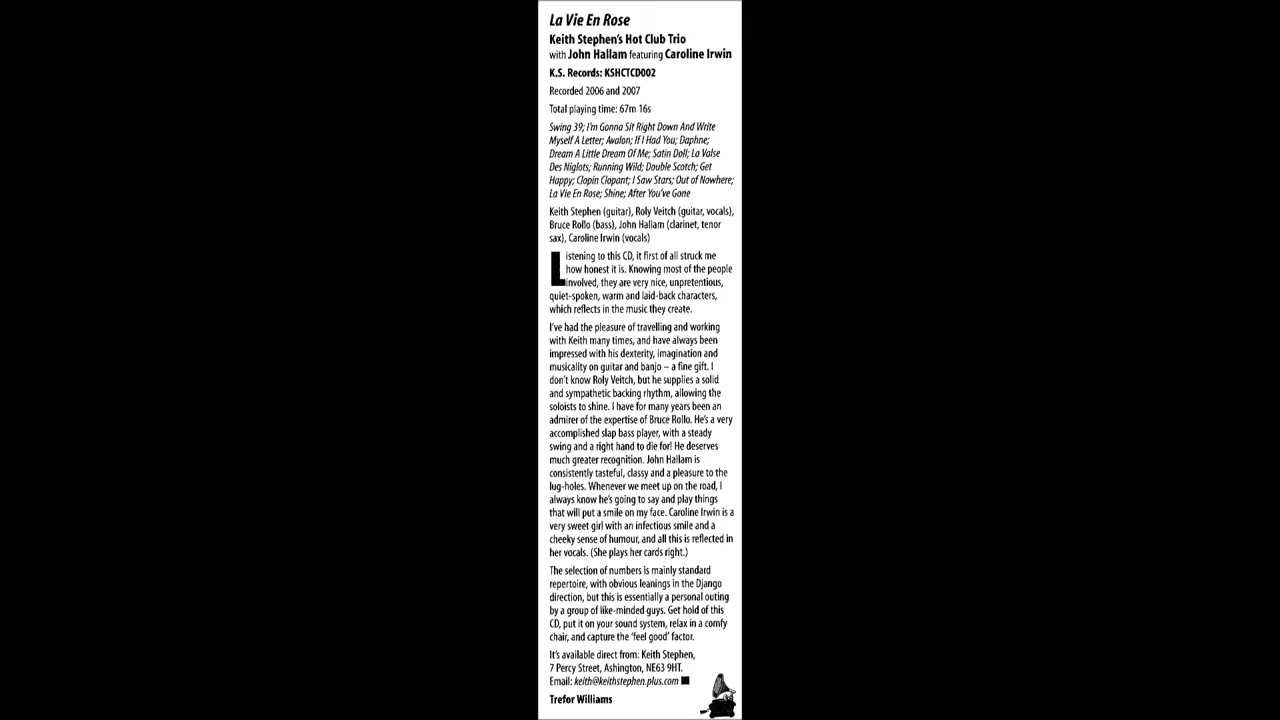 La Vie En Rose
Keith Stephen's Hot Club Trio
with John Hallam featuring Caroline Irwin
K.S. Records: KSHCTCD002
Recorded 2006 and 2007
Total playing time: 67m 16s
Swing 39; I'm Gonna Sit Right Down And Write
Myself A Letter; Avalon; If I Had You; Daphne;
Dream A Little Dream Of Me; Satin Doll; La Valse
Des Niglots; Running Wild; Double Scotch; Get
Happy; Clopin Clopant; I Saw Stars; Out of Nowhere;
La Vie En Rose; Shine; After You've Gone
Keith Stephen (guitar), Roly Veitch (guitar, vocals),
Bruce Rollo (bass), John Hallam (clarinet, tenor
sax), Caroline Irwin (vocals)
Listening to this CD, it first of all struck me
how honest it is. Knowing most of the people
involved, they are very nice, unpretentious,
quiet-spoken, warm and laid-back characters,
which reflects in the music they create.
I've had the pleasure of travelling and working
with Keith many times, and have always been
impressed with his dexterity, imagination and
musicality on guitar and banjo – a fine gift. I
don't know Roly Veitch, but he supplies a solid
and sympathetic backing rhythm, allowing the
soloists to shine. I have for many years been an
admirer of the expertise of Bruce Rollo. He's a very
accomplished slap bass player, with a steady
swing and a right hand to die for! He deserves
much greater recognition. John Hallam is
consistently tasteful, classy and a pleasure to the
lug-holes. Whenever we meet up on the road, I
always know he's going to say and play things
that will put a smile on my face. Caroline Irwin is a
very sweet girl with an infectious smile and a
cheeky sense of humour, and all this is reflected in
her vocals. (She plays her cards right.)
The selection of numbers is mainly standard
repertoire, with obvious leanings in the Django
direction, but this is essentially a personal outing
by a group of like-minded guys. Get hold of this
CD, put it on your sound system, relax in a comfy
chair, and capture the 'feel good' factor.
It's available direct from: Keith Stephen,
7 Percy Street, Ashington, NE63 9HT.
Email: keith@keithstephen.plus.com
Trefor Williams